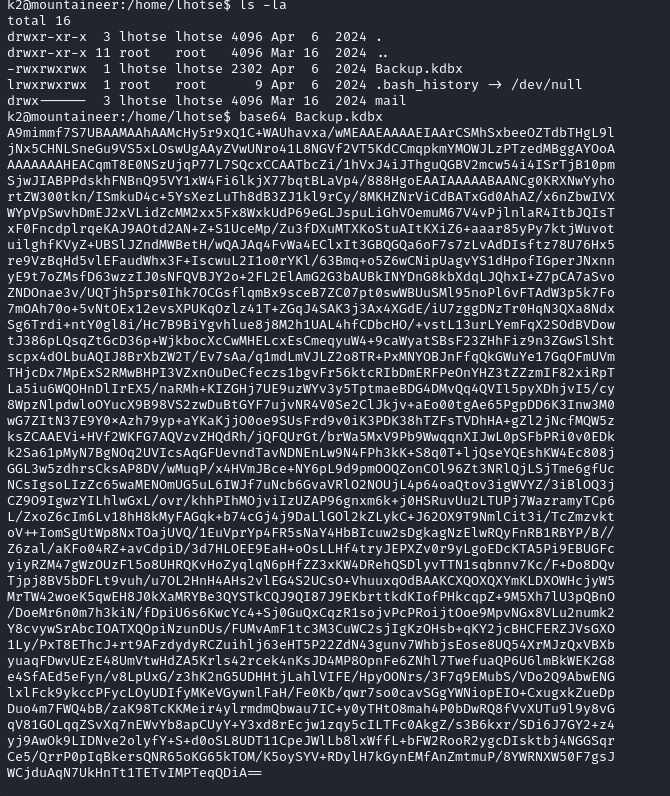 k2@mountaineer:/home/lhotse$ ls -la
total 16
drwxr-xr-x  3 lhotse lhotse 4096 Apr  6  2024 .
drwxr-xr-x 11 root   root   4096 Mar 16  2024 ..
-rwxrwxrwx  1 lhotse lhotse 2302 Apr  6  2024 Backup.kdbx
lrwxrwxrwx  1 root   root      9 Apr  6  2024 .bash_history → /dev/null
drwx------  3 lhotse lhotse 4096 Mar 16  2024 mail
k2@mountaineer:/home/lhotse$ base64 Backup.kdbx
A9mimmf7S7UBAAMAAhAAMcHy5r9xQ1C+WAUhavxa/wMEAAEAAAAEIAArCSMhSxbeeOZTdbTHgL9l
jNx5CHNLSneGu9VS5xLOswUgAAyZVwUNro41L8NGVf2VT5KdCCmqpkmYMOWJLzPTzedMBggAYOoA
AAAAAAAHEACqmT8E0NSzUjqP77L7SQcxCCAATbcZi/1hVxJ4iJThguQGBV2mcw54i4ISrTjB10pm
SjwJIABPPdskhFNBnQ95VY1xW4Fi6lkjX77bqtBLaVp4/888HgoEAAIAAAAABAANCg0KRXNwYyho
rtZW300tkn/ISmkuD4c+5YsXezLuTh8dB3ZJ1kl9rCy/8MKHZNrViCdBATxGd0AhAZ/x6nZbwIVX
WYpVpSwvhDmEJ2xVLidZcMM2xx5Fx8WxkUdP69eGLJspuLiGhVOemuM67V4vPjlnlaR4ItbJQIsT
xF0FncdplrqeKAJ9AOtd2AN+Z+S1UceMp/Zu3fDXuMTXKoStuAItKXiZ6+aaar85yPy7ktjWuvot
uilghfKVyZ+UBSlJZndMWBetH/wQAJAq4FvWa4EClxIt3GBQGQa6oF7s7zLvAdDIsftz78U76Hx5
re9VzBqHd5vlEFaudWhx3F+IscwuL2I1o0rYKl/63Bmq+o5Z6wCNipUagvYS1dHpofIGperJNxnn
yE9t7oZMsfD63wzzIJ0sNFQVBJY2o+2FL2ElAmG2G3bAUBkINYDnG8kbXdqLJQhxI+Z7pCA7aSvo
ZNDOnae3v/UQTjh5prs0Ihk7OCGsflqmBx9sceB7ZC07pt0swWBUuSMl95noPl6vFTAdW3p5k7Fo
7mOAh70o+5vNtOEx12evsXPUKqOzlz41T+ZGqJ4SAK3j3Ax4XGdE/iU7zggDNzTr0HqN3QXa8Ndx
Sg6Trdi+ntY0gl8i/Hc7B9BiYgvhlue8j8M2h1UAL4hfCDbcHO/+vstL13urLYemFqX2SOdBVDow
tJ386pLQsqZtGcD36p+WjkbocXcCwMHELcxEsCmeqyuW4+9caWyatSBsF23ZHhFiz9n3ZGwSlSht
scpx4dOLbuAQIJ8BrXbZW2T/Ev7sAa/q1mdLmVJLZ2o8TR+PxMNYOBJnFfqQkGWuYe17GqOFmUVm
THjcDx7MpExS2RMwBHPI3VZxnOuDeCfeczs1bgvFr56ktcRIbDmERFPeOnYHZ3tZZzmIF82xiRpT
La5iu6WQOHnDlIrEX5/naRMh+KIZGHj7UE9uzWYv3y5TptmaeBDG4DMvQq4QVIl5pyXDhjvI5/cy
8WpzNlpdwloOYucX9B98VS2zwDuBtGYF7ujvNR4V0Se2ClJkjv+aEo00tgAe65PgpDD6K3Inw3M0
wG7ZItN37E9Y0×Azh79yp+aYKaKjjO0oe9SUsFrd9v0iK3PDK38hTZFsTVDhHA+gZl2jNcfMQW5z
ksZCAAEVi+HVf2WKFG7AQVzvZHQdRh/jQFQUrGt/brWa5MxV9Pb9WwqqnXIJwL0pSFbPRi0v0EDk
k2Sa61pMyN7BgNOq2UVIcsAqGFUevndTavNDNEnLw9N4FPh3kK+S8q0T+ljQseYQEshKW4Ec808j
GGL3w5zdhrsCksAP8DV/wMuqP/x4HVmJBce+NY6pL9d9pmOOQZonCOl96Zt3NRlQjLSjTme6gfUc
NCsIgsoLIzZc65waMENOmUG5uL6IWJf7uNcb6GvaVRlO2NOUjL4p64oaQtov3igWVYZ/3iBlOQ3j
CZ9O9IgwzYILhlwGxL/ovr/khhPIhMOjviIzUZAP96gnxm6k+j0HSRuvUu2LTUPj7WazramyTCp6
L/ZxoZ6cIm6Lv18hH8kMyFAGqk+b74cGj4j9DaLlGOl2kZLykC+J62OX9T9NmlCit3i/TcZmzvkt
oV++IomSgUtWp8NxTOajUVQ/1EuVprYp4FR5sNaY4HbBIcuw2sDgkagNzElwRQyFnRB1RBYP/B//
Z6zal/aKFo04RZ+avCdpiD/3d7HLOEE9EaH+oOsLLHf4tryJEPXZv0r9yLgoEDcKTA5Pi9EBUGFc
yiyRZM47gWzOUzFl5o8UHRQKvHoZyqlqN6pHfZZ3xKW4DRehQSDlyvTTN1sqbnnv7Kc/F+Do8DQv
Tjpj8BV5bDFLt9vuh/u7OL2HnH4AHs2vlEG4S2UCsO+VhuuxqOdBAAKCXQOXQXYmKLDXOWHcjyW5
MrTW42woeK5qwEH8J0kXaMRYBe3QYSTkCQJ9QI87J9EKbrttkdKIofPHkcqpZ+9M5Xh7lU3pQBnO
/DoeMr6n0m7h3kiN/fDpiU6s6KwcYc4+Sj0GuQxCqzR1sojvPcPRoijtOoe9MpvNGx8VLu2numk2
Y8cvywSrAbcIOATXQOpiNzunDUs/FUMvAmF1tc3M3CuWC2sjIgKzOHsb+qKY2jcBHCFERZJVsGXO
1Ly/PxT8EThcJ+rt9AFzdydyRCZuihlj63eHT5P22ZdN43gunv7WhbjsEose8UQ54XrMJzQxVBXb
yuaqFDwvUEzE48UmVtwHdZA5Krls42rcek4nKsJD4MP8OpnFe6ZNhl7TwefuaQP6U6lmBkWEK2G8
e4SfAEd5eFyn/v8LpUxG/z3hK2nG5UDHHtjLahlVIFE/HpyOONrs/3F7q9EMubS/VDo2Q9AbwENG
lxlFck9ykccPFycLOyUDIfyMKeVGywnlFaH/Fe0Kb/qwr7so0cavSGgYWNiopEIO+CxugxkZueDp
Duo4m7FWQ4bB/zaK98TcKKMeir4ylrmdmQbwau7IC+y0yTHtO8mah4P0bDwRQ8fVvXUTu9l9y8vG
qV81GOLqqZSvXq7nEWvYb8apCUyY+Y3xd8rEcjw1zqy5cILTFc0AkgZ/s3B6kxr/SDi6J7GY2+z4
yj9AwOk9LIDNve2olyfY+S+d0oSL8UDT11CpeJWlLb8lxWffL+bFW2RooR2ygcDIsktbj4NGGSqr
Ce5/QrrP0pIqBkersQNR65oKG65kTOM/K5oySYV+RDylH7kGynEMfAnZmtmuP/8YWRNXW50F7gsJ
WCjduAqN7UkHnTt1TETvIMPTeqQDiA==